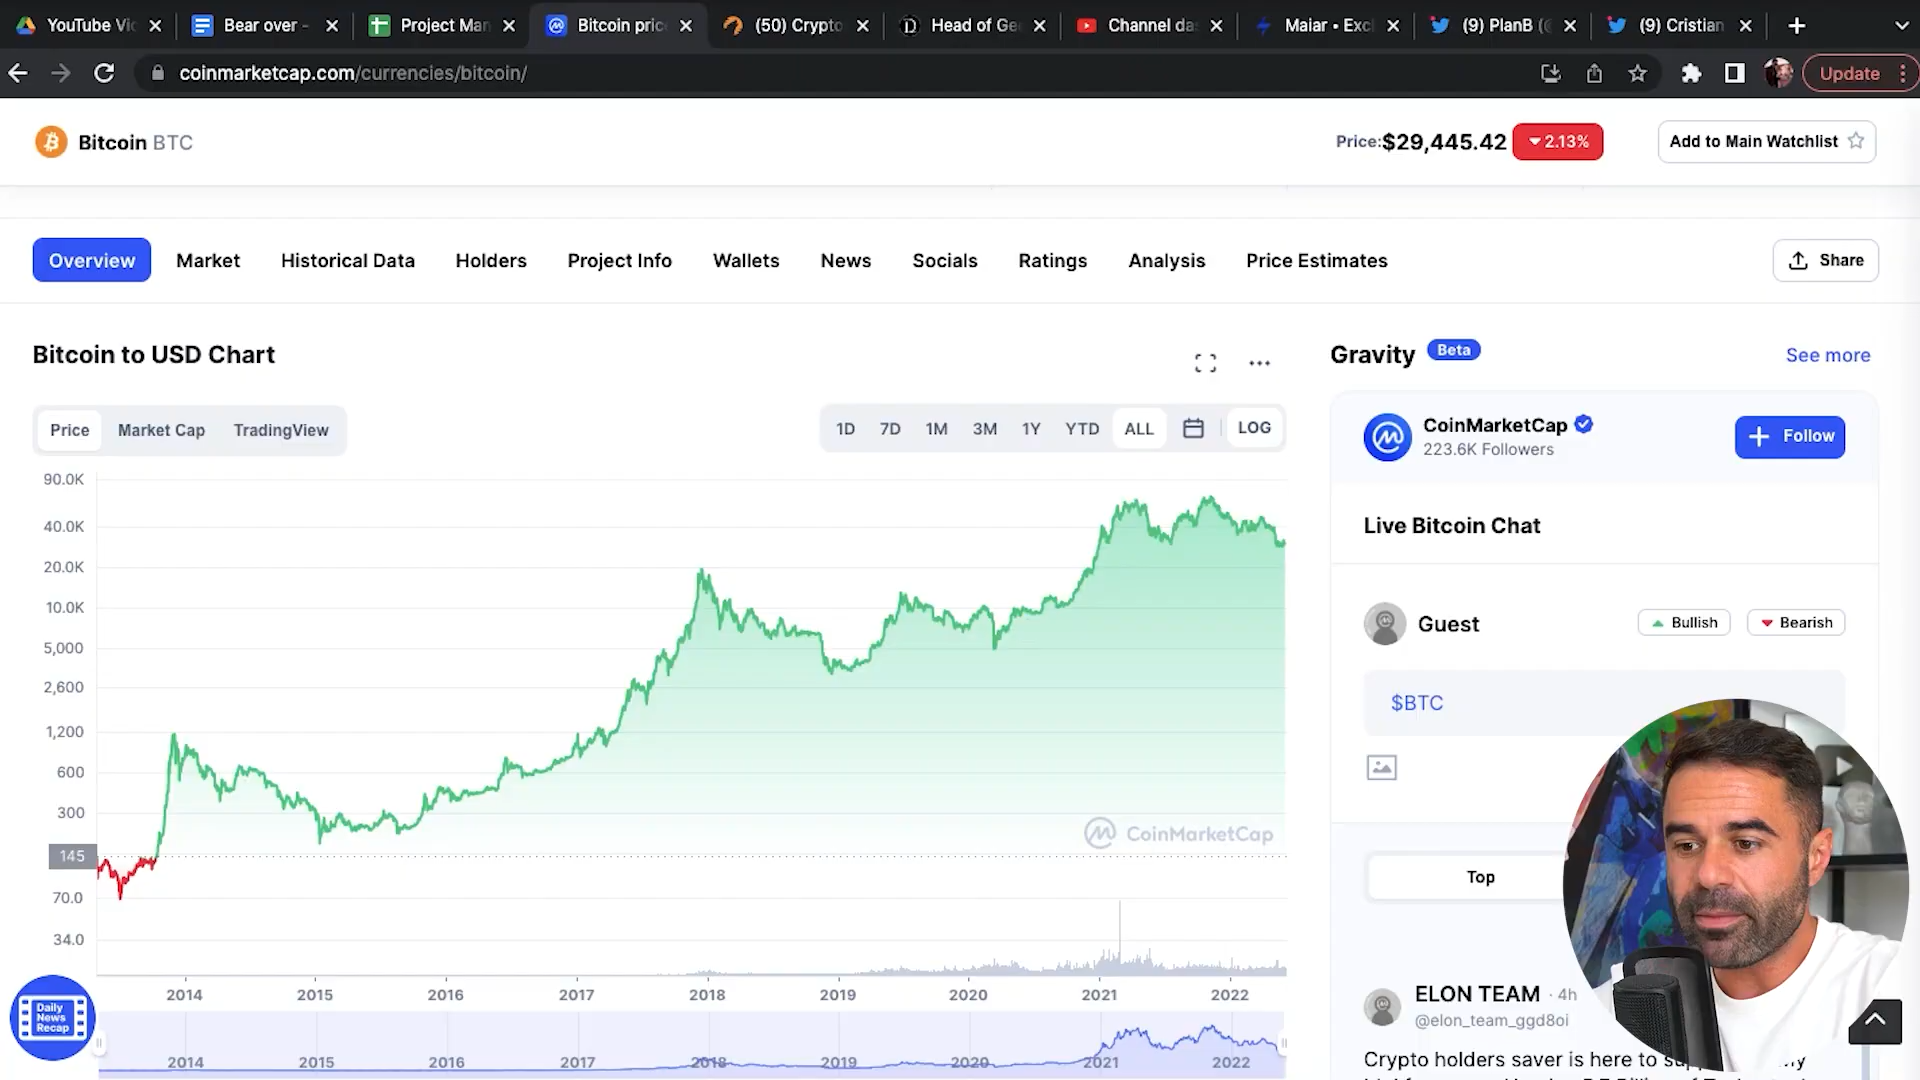 YouTube Vic
Bear over -
Project Man
Bitcoin pric
(50) Crypto
Head of Ge
Channel da
Maiar • Exc
(9) PlanB (
(9) Cristian
coinmarketcap.com/currencies/bitcoin/
Update
Bitcoin BTC
Price:$29,445.42
2.13%
Add to Main Watchlist
Overview Market Historical Data Holders Project Info Wallets News Socials Ratings Analysis Price Estimates
Share
Bitcoin to USD Chart
Price Market Cap TradingView
1D 7D 1M 3M 1Y YTD ALL LOG
90.0K
40.0K
20.0K
10.0K
5,000
2,600
1,200
600
300
145
70.0
34.0
CoinMarketCap
2014 2015 2016 2017 2018 2019 2020 2021 2022
2014 2015 2016 2017 2018 2019 2020 2021 2022
Daily
News
Recap
Gravity Beta
See more
CoinMarketCap
223.6K Followers
Follow
Live Bitcoin Chat
Guest
Bullish
Bearish
$BTC
Top
ELON TEAM · 4h
@elon_team_ggd8oi
Crypto holders saver is here to